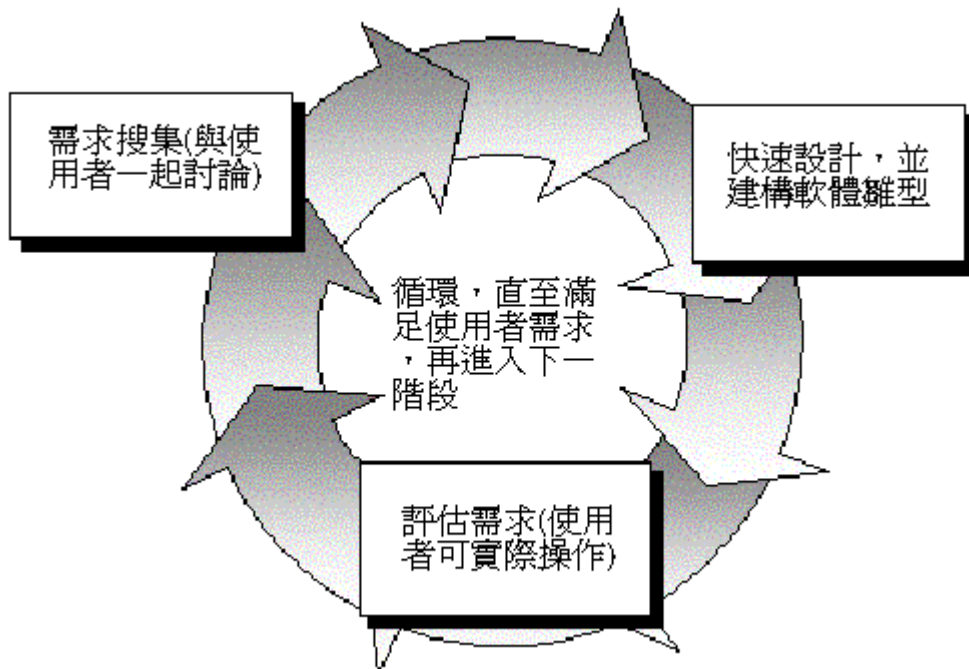 需求搜集(與使
用者一起討論)
快速設計，並
建構軟體雛型
循環，直至滿
足使用者需求
，再進入下一
階段
評估需求(使用
者可實際操作)